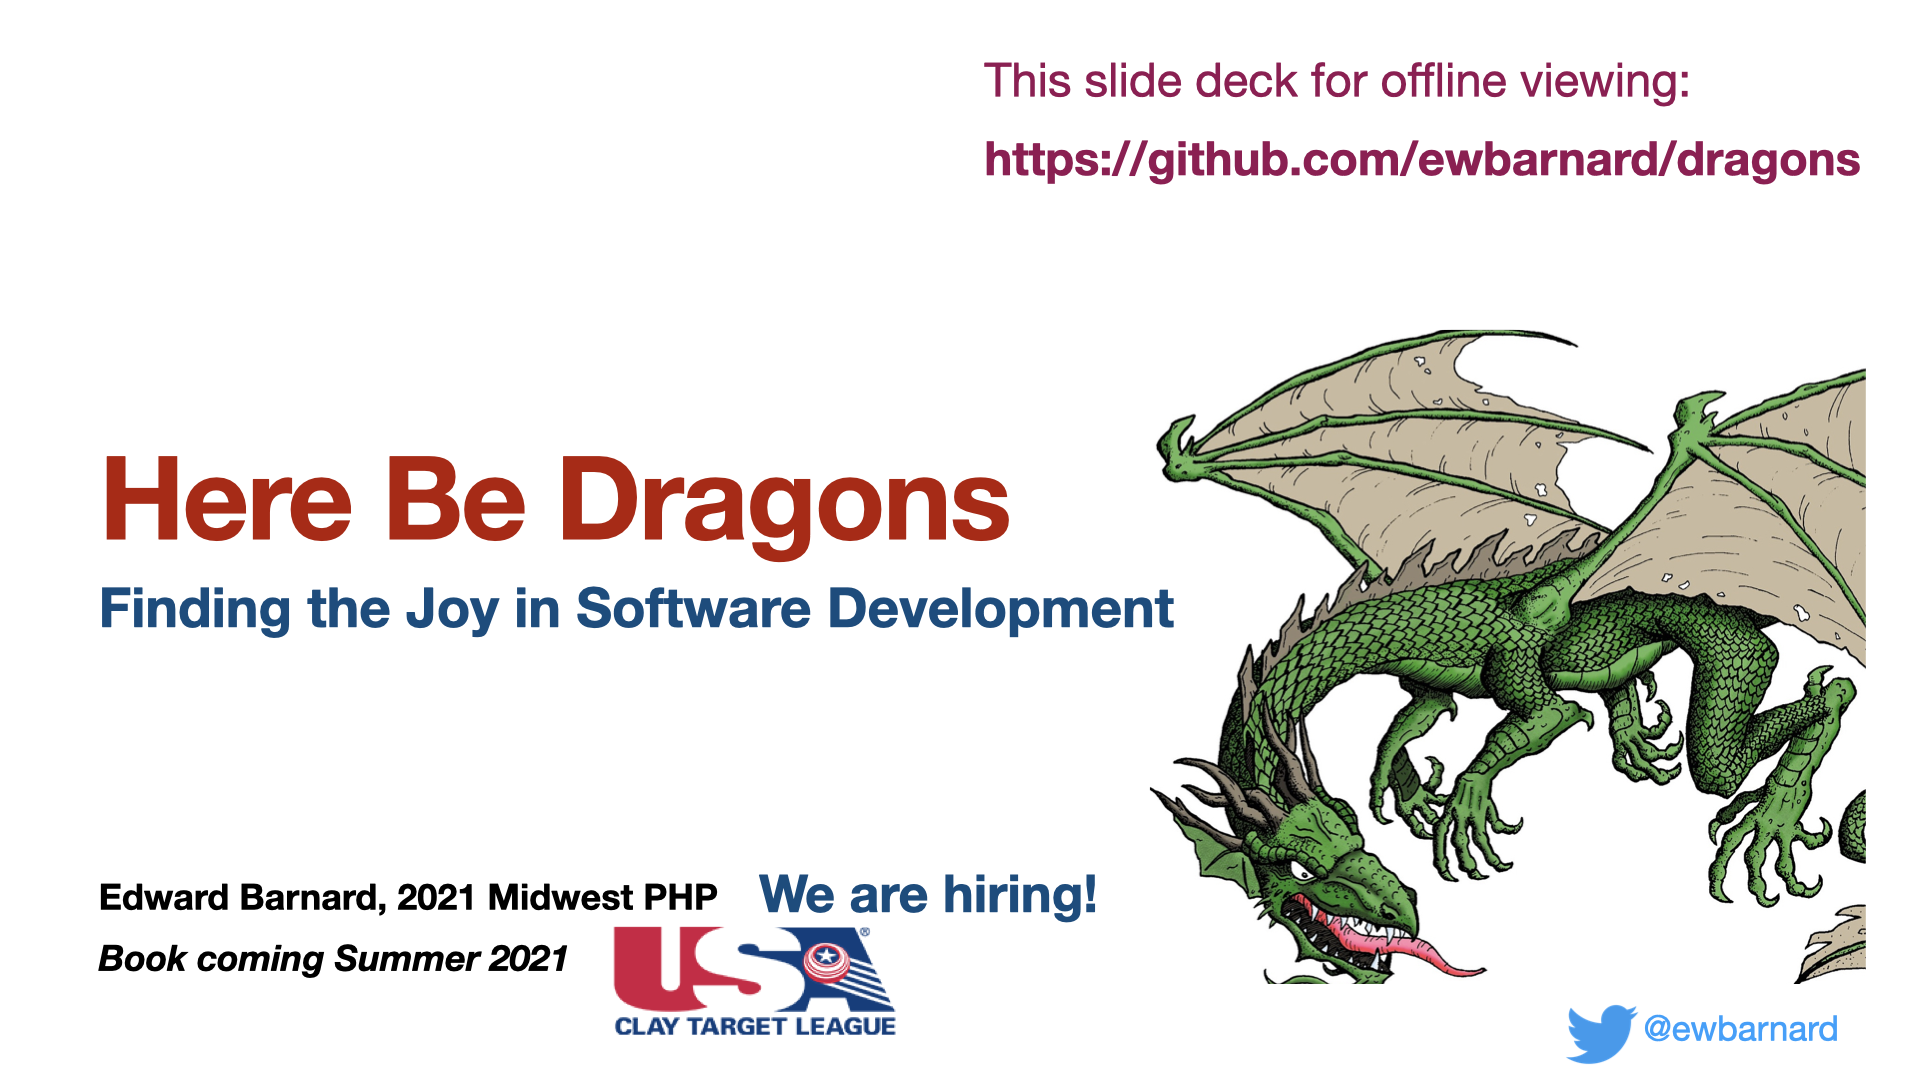 This slide deck for offline viewing:
https://github.com/ewbarnard/dragons
Here Be Dragons
Finding the Joy in Software Development
Edward Barnard, 2021 Midwest PHP
We are hiring!
Book coming Summer 2021
USA®
CLAY TARGET LEAGUE
@ewbarnard